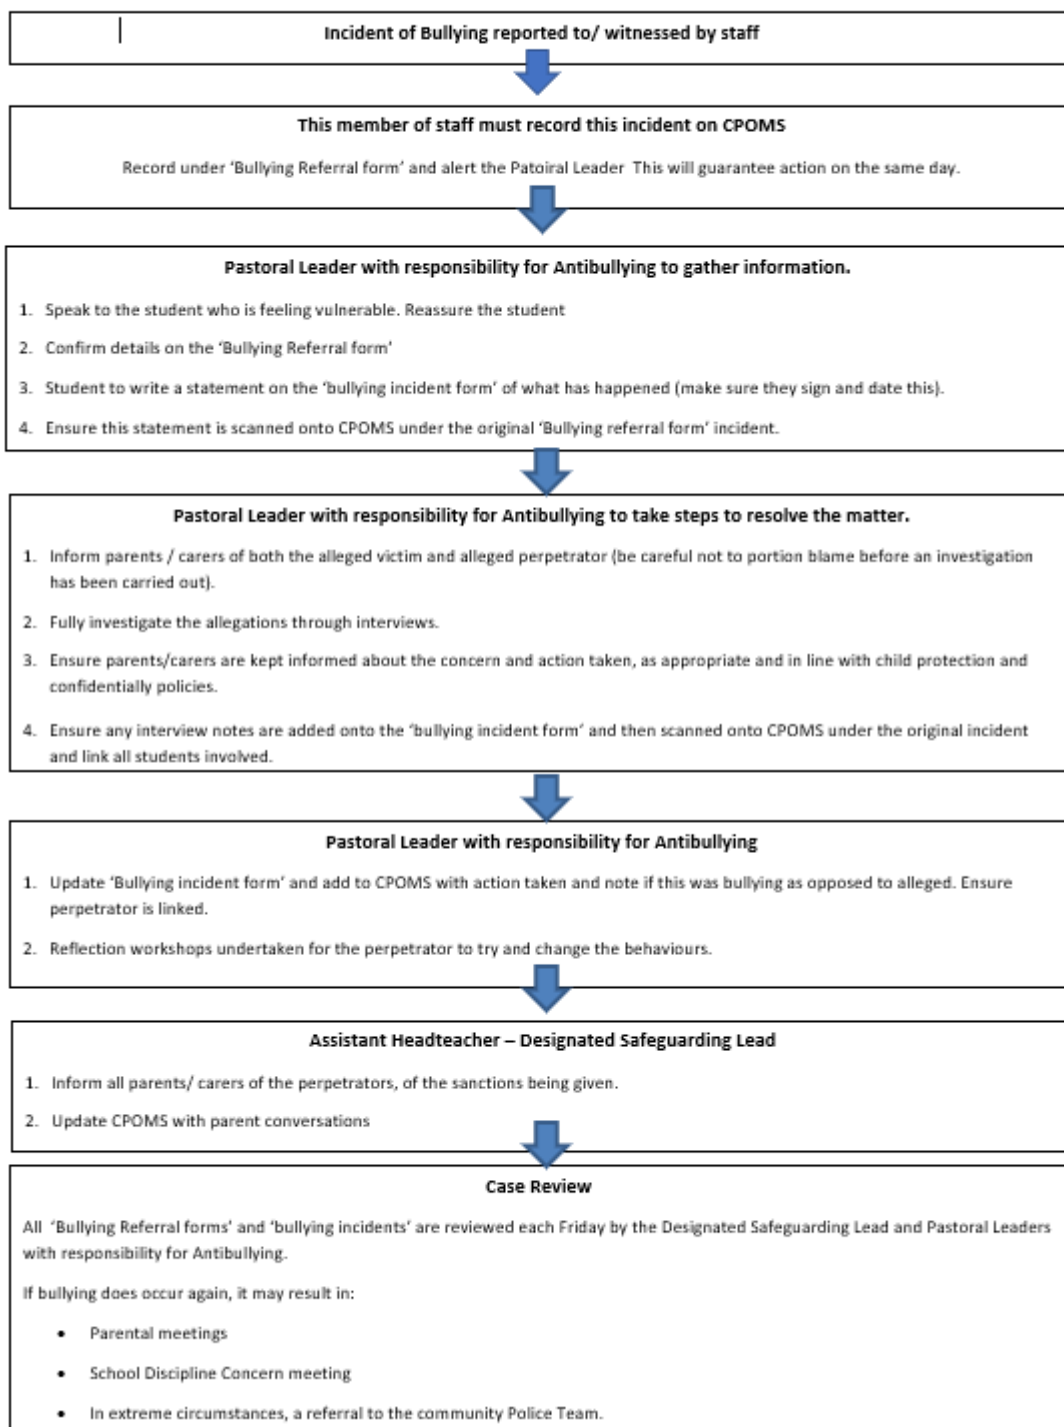 Incident of Bullying reported to/ witnessed by staff
This member of staff must record this incident on CPOMS
Record under ‘Bullying Referral form’ and alert the Patoiral Leader  This will guarantee action on the same day.
Pastoral Leader with responsibility for Antibullying to gather information.
1. Speak to the student who is feeling vulnerable. Reassure the student
2. Confirm details on the ‘Bullying Referral form’
3. Student to write a statement on the ‘bullying incident form’ of what has happened (make sure they sign and date this).
4. Ensure this statement is scanned onto CPOMS under the original ‘Bullying referral form’ incident.
Pastoral Leader with responsibility for Antibullying to take steps to resolve the matter.
1. Inform parents / carers of both the alleged victim and alleged perpetrator (be careful not to portion blame before an investigation
has been carried out).
2. Fully investigate the allegations through interviews.
3. Ensure parents/carers are kept informed about the concern and action taken, as appropriate and in line with child protection and
confidentially policies.
4. Ensure any interview notes are added onto the ‘bullying incident form’ and then scanned onto CPOMS under the original incident
and link all students involved.
Pastoral Leader with responsibility for Antibullying
1. Update ‘Bullying incident form’ and add to CPOMS with action taken and note if this was bullying as opposed to alleged. Ensure
perpetrator is linked.
2. Reflection workshops undertaken for the perpetrator to try and change the behaviours.
Assistant Headteacher – Designated Safeguarding Lead
1. Inform all parents/ carers of the perpetrators, of the sanctions being given.
2. Update CPOMS with parent conversations
Case Review
All ‘Bullying Referral forms’ and ‘bullying incidents’ are reviewed each Friday by the Designated Safeguarding Lead and Pastoral Leaders
with responsibility for Antibullying.
If bullying does occur again, it may result in:
• Parental meetings
• School Discipline Concern meeting
• In extreme circumstances, a referral to the community Police Team.